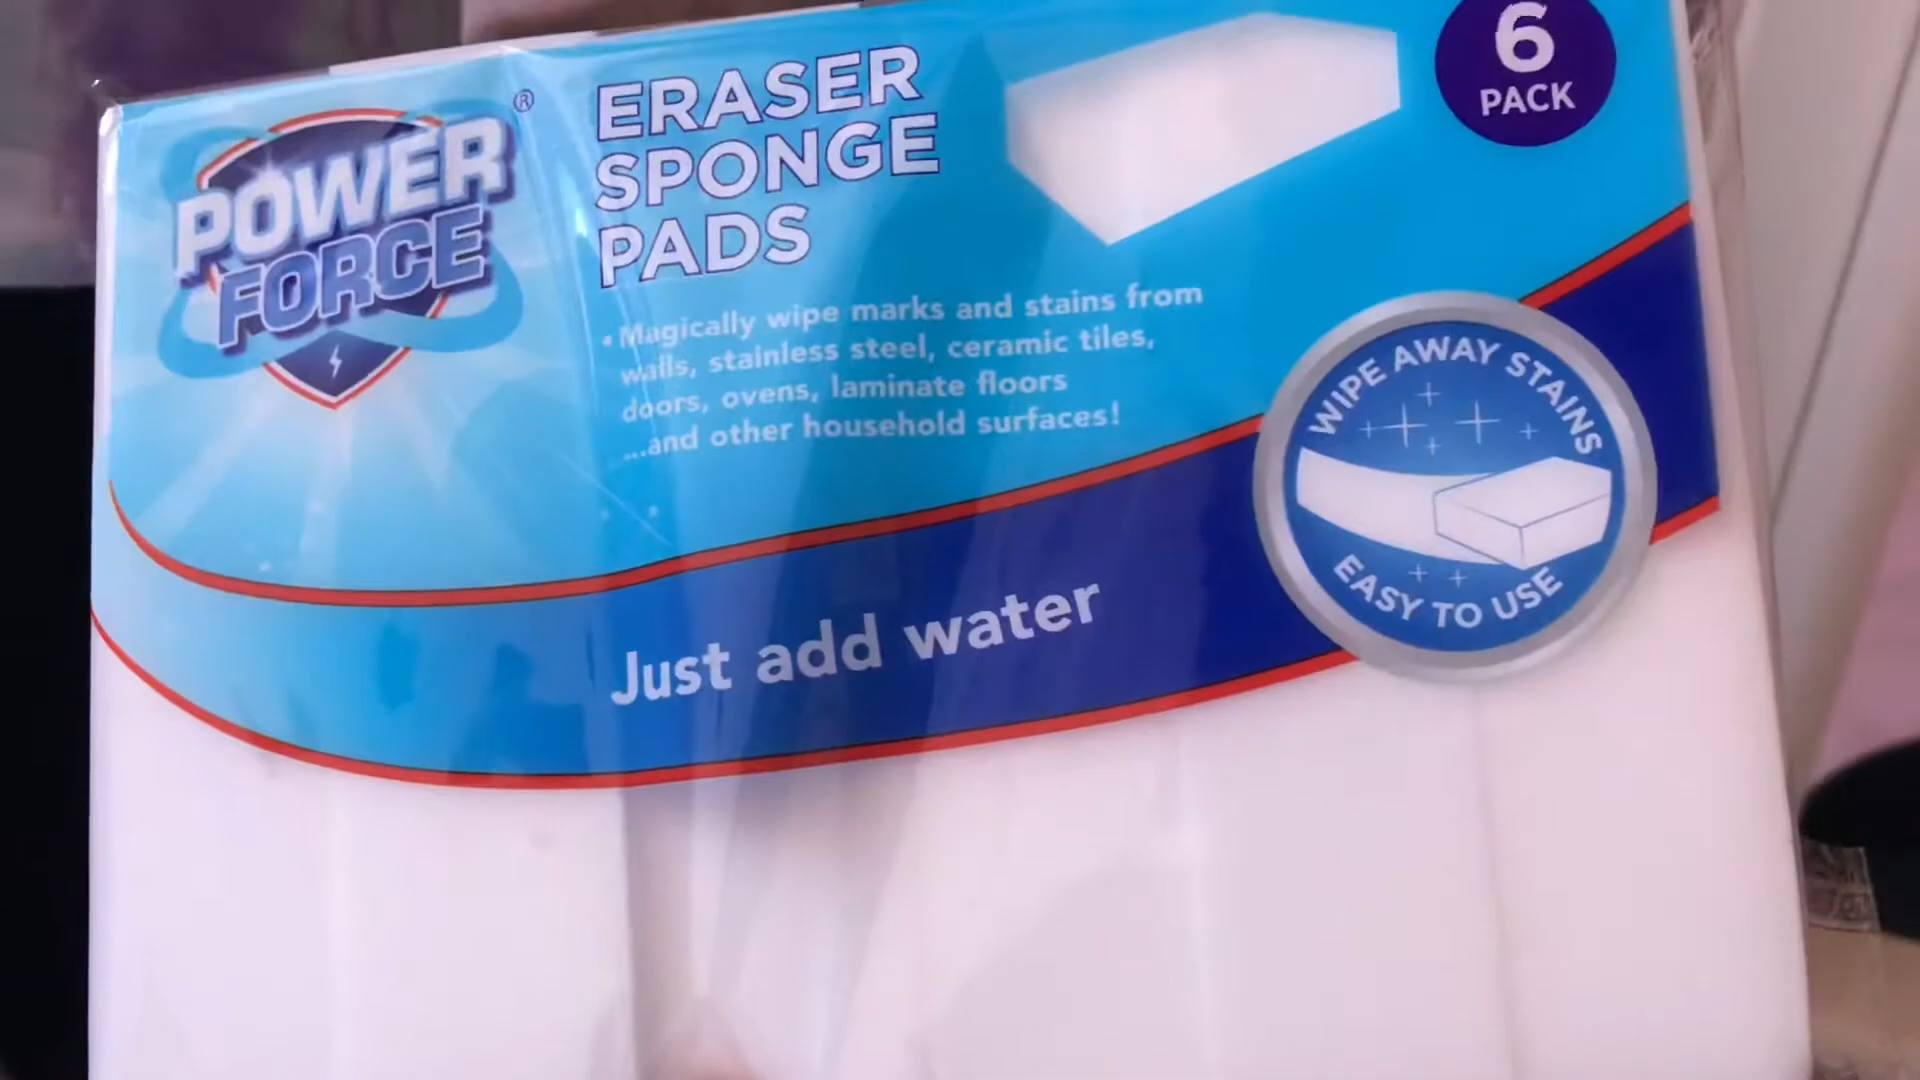 POWER
FORCE
®
ERASER
SPONGE
PADS
6
PACK
• Magically wipe marks and stains from
walls, stainless steel, ceramic tiles,
doors, ovens, laminate floors
...and other household surfaces!
WIPE AWAY STAINS
EASY TO USE
Just add water